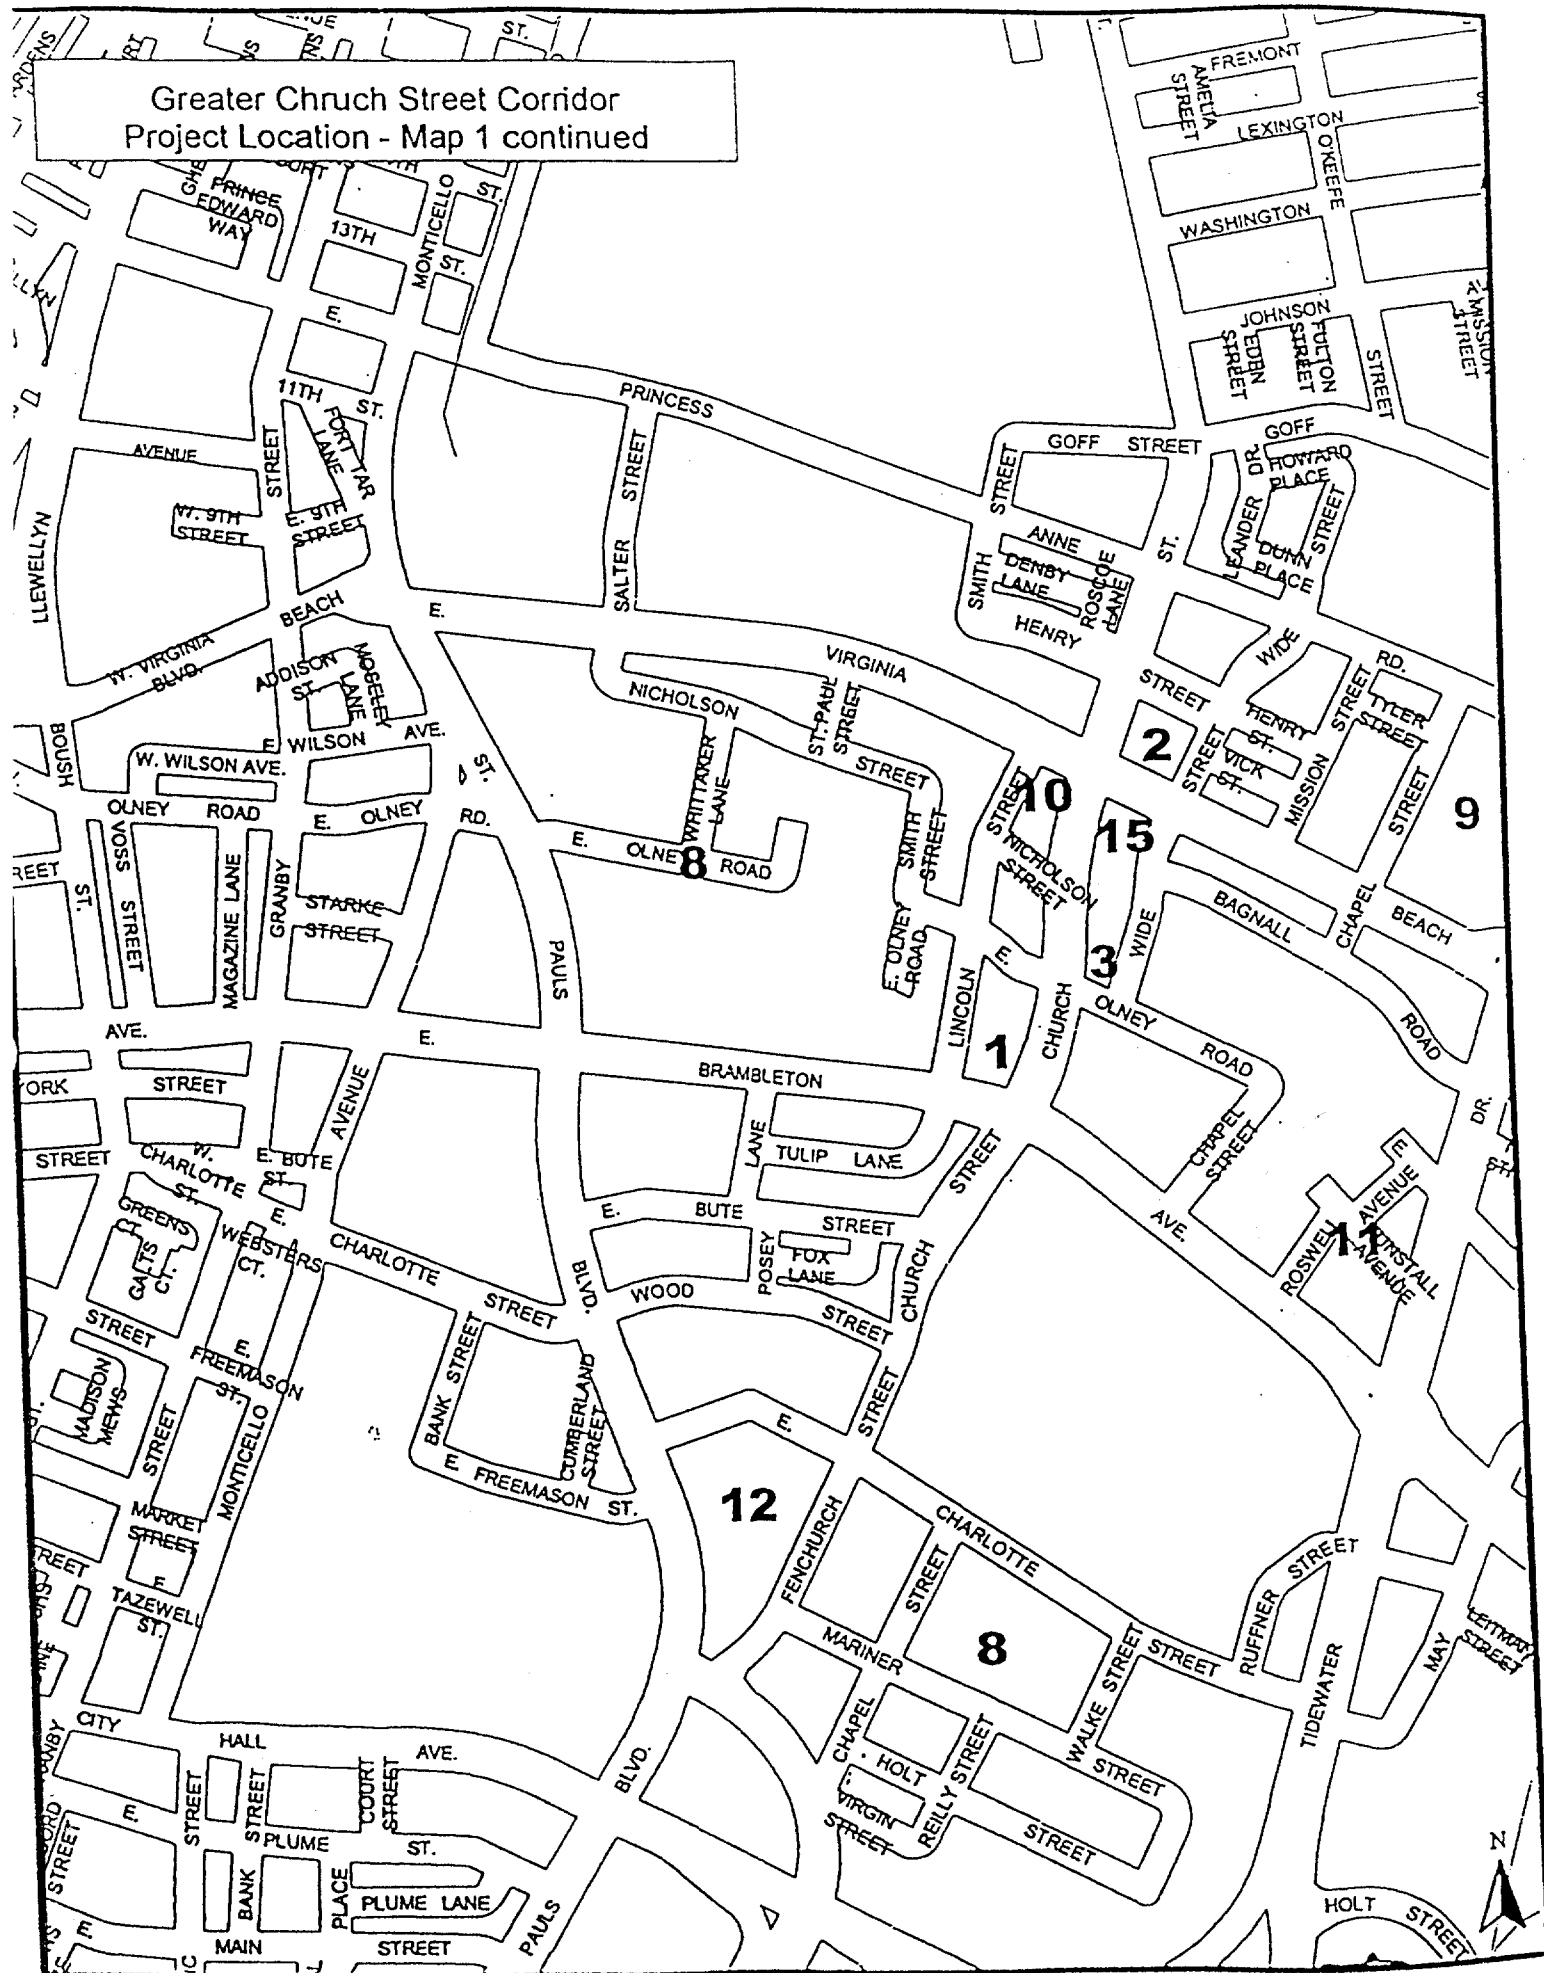 Greater Chruch Street Corridor
Project Location - Map 1 continued
ST.
FREMONT
AMELIA
STREET
LEXINGTON
O'KEEFE
WASHINGTON
PRINCE
EDWARD
WAY
13TH
MONTICELLO
ST.
ST.
E.
JOHNSON
EDEN
STREET
FULTON
STREET
STREET
MISSION
STREET
11TH
ST.
PRINCESS
AVENUE
STREET
FORT TAR
LANE
SALTER STREET
STREET
GOFF STREET
GOFF
DR.
LEANDER
HOWARD
PLACE
STREET
W. 9TH
STREET
E. 9TH
STREET
LLEWELLYN
ANNE
DENBY
LANE
ROSCOE
LANE
SMITH
ST.
DUNN
PLACE
BEACH
E.
HENRY
W. VIRGINIA
BLVD.
ADDISON
ST.
MOSELEY
LANE
VIRGINIA
WIDE
RD.
NICHOLSON
ST. PAUL
STREET
STREET
STREET
TYLER
STREET
HENRY
ST.
BOUSH
E. WILSON AVE.
W. WILSON AVE.
ST.
2
STREET
VICK
ST.
MISSION
WHITTAKER
LANE
STREET
STREET
10
STREET
9
OLNEY ROAD
E. OLNEY
RD.
E. OLNEY ROAD
8
SMITH
STREET
15
NICHOLSON
STREET
VOSS
STREET
ST.
MAGAZINE LANE
GRANBY
STARKE
STREET
PAULS
E. OLNEY
ROAD
E.
WIDE
3
BAGNALL
CHAPEL
BEACH
LINCOLN
CHURCH
OLNEY
ROAD
ROAD
1
AVE.
E.
BRAMBLETON
YORK
STREET
AVENUE
LANE
TULIP LANE
STREET
CHAPEL
STREET
DR.
STREET
W.
CHARLOTTE
ST.
E. BUTE
ST.
E.
E. BUTE
STREET
GREENS
CT.
GALTS
CT.
WEBSTERS
CT.
CHARLOTTE
STREET
BLVD.
WOOD
POSEY
FOX
LANE
STREET
CHURCH
AVE.
E
AVENUE
ROSWELL
11
TUNSTALL
AVENUE
STREET
E.
FREEMASON
ST.
MADISON
MEWS
STREET
MONTICELLO
BANK STREET
CUMBERLAND
STREET
E FREEMASON ST.
E.
STREET
12
FENCHURCH
CHARLOTTE
STREET
MARKET
STREET
E.
TAZEWELL
ST.
STREET
RUFFNER
8
MARINER
WALKE STREET
STREET
TIDEWATER
MAY
LEITMAN
STREET
CITY
HALL
AVE.
CHAPEL
HOLT
VIRGIN
STREET
REILLY STREET
STREET
STREET
BLVD.
E.
STREET
STREET
COURT
STREET
PLUME
ST.
STREET
BANK
PLACE
PLUME LANE
PAULS
E.
MAIN
STREET
HOLT
STREET
N